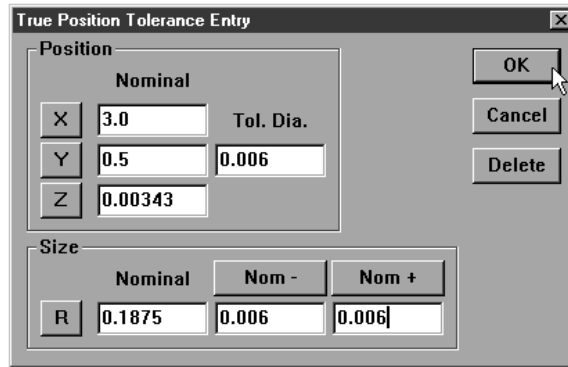 True Position Tolerance Entry
Position
Nominal
OK
X 3.0 Tol. Dia. Cancel
Y 0.5 0.006
Delete
Z 0.00343
Size
Nominal Nom - Nom +
R 0.1875 0.006 0.006